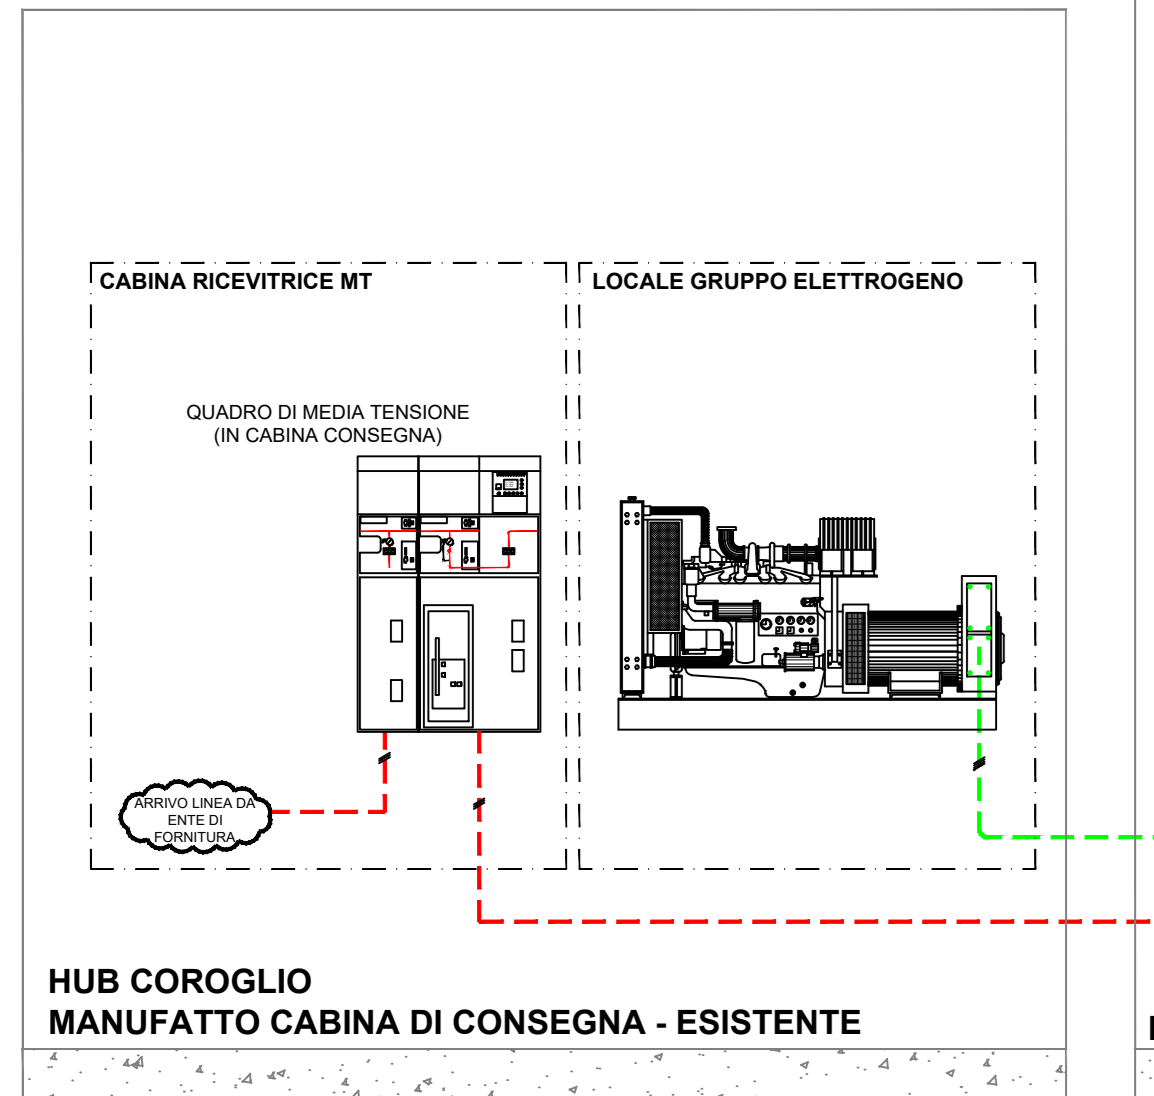 CABINA RICEVITRICE MT
LOCALE GRUPPO ELETTROGENO
QUADRO DI MEDIA TENSIONE
(IN CABINA CONSEGNA)
ARRIVO LINEA DA
ENTE DI
FORNITURA
HUB COROGLIO
MANUFATTO CABINA DI CONSEGNA - ESISTENTE